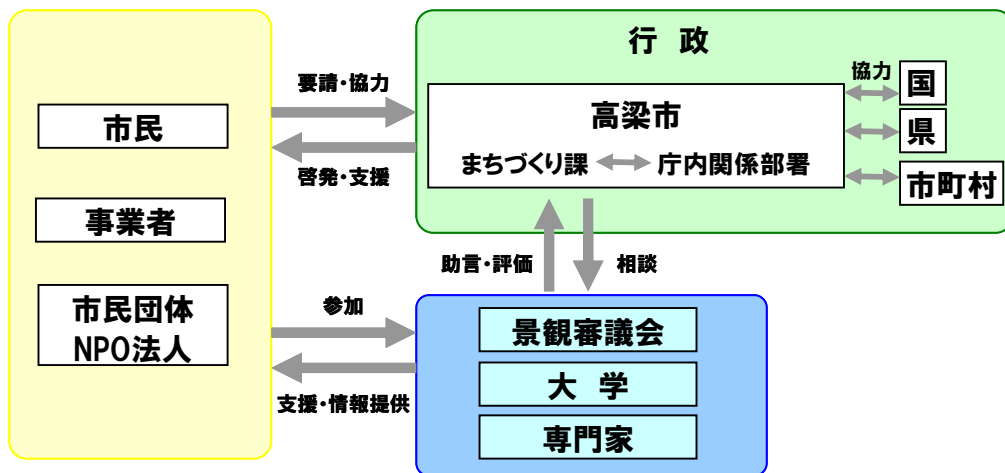 市民
事業者
市民団体
NPO法人
要請・協力
啓発・支援
参加
支援・情報提供
行 政
高梁市
まちづくり課
庁内関係部署
協力
国
県
市町村
助言・評価
相談
景観審議会
大 学
専門家